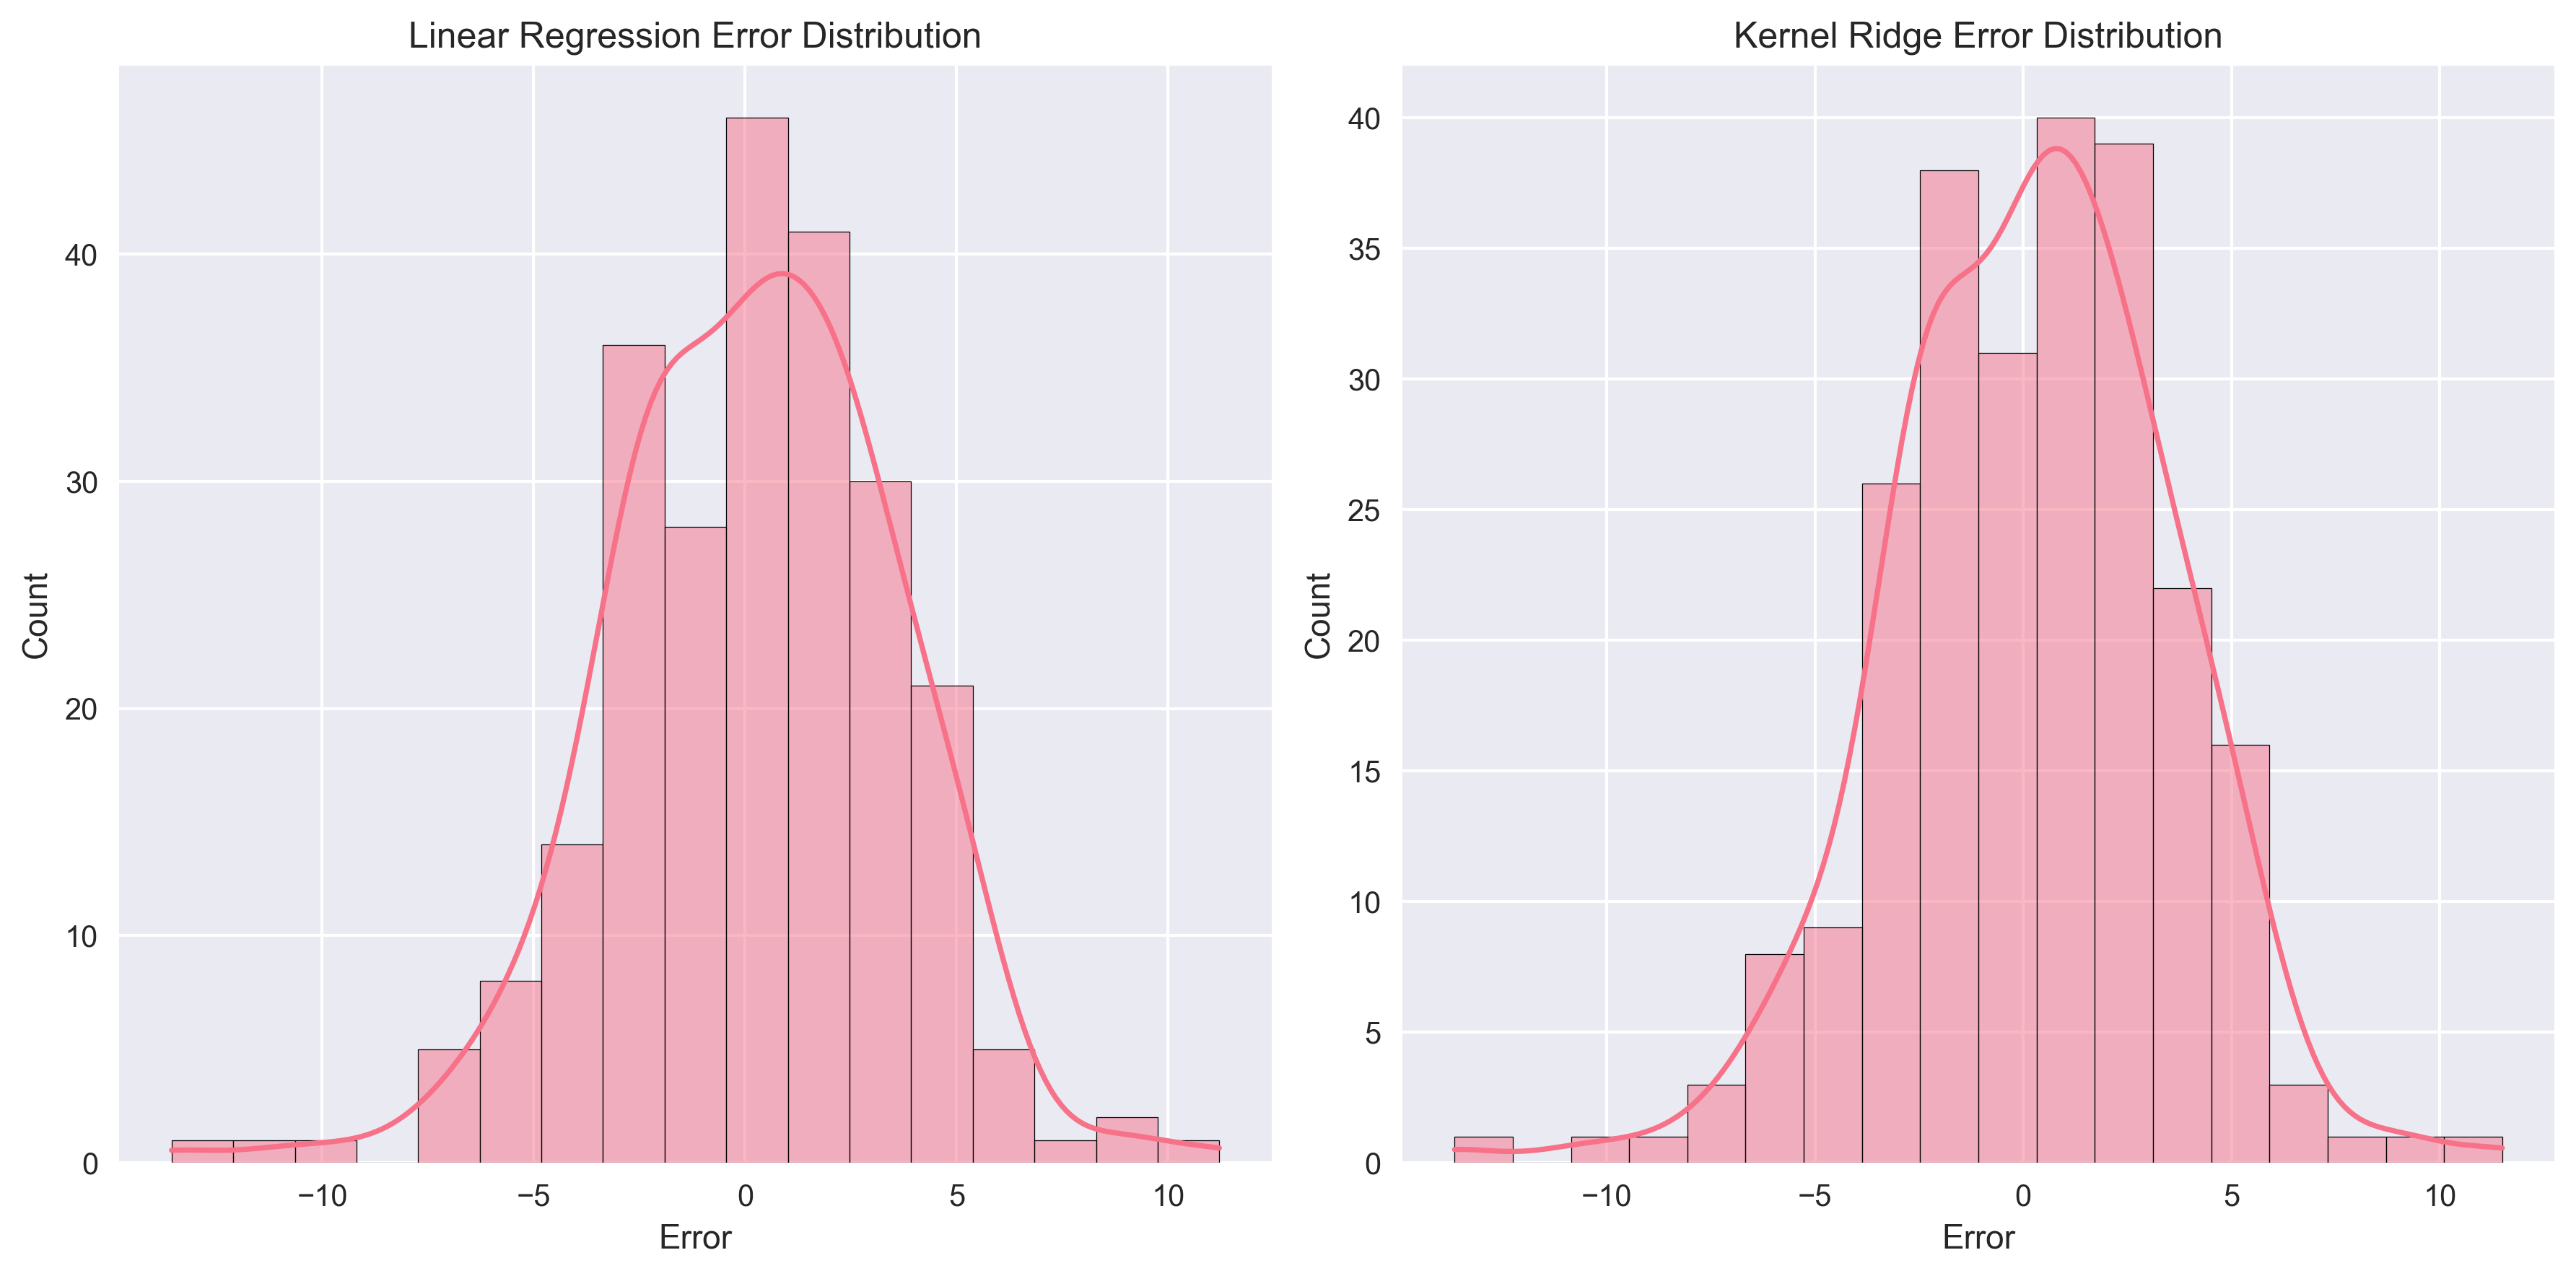 Linear Regression Error Distribution
Count
40
30
20
10
0
−10 −5 0 5 10
Error
Kernel Ridge Error Distribution
Count
40
35
30
25
20
15
10
5
0
−10 −5 0 5 10
Error